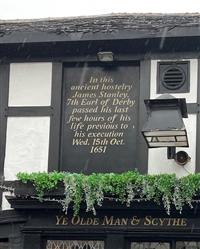 In this
ancient hostelry
James Stanley,
7th Earl of Derby
passed his last
few hours of his
life previous to
his execution
Wed. 15th Oct.
1651
YE OLDE MAN & SCYTHE